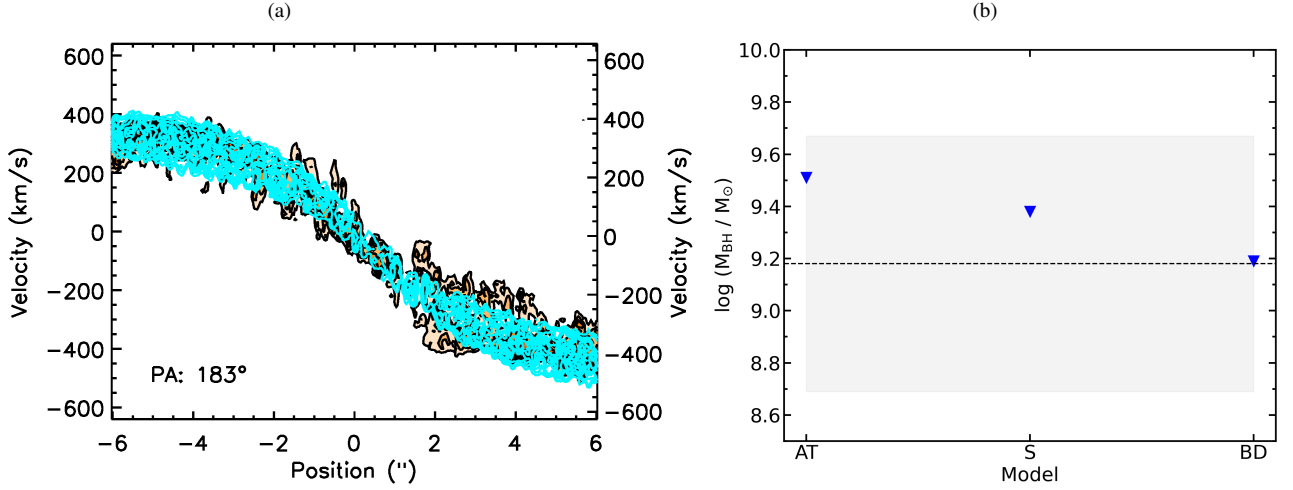 (a)
(b)
600
400
200
0
−200
−400
−600
Velocity (km/s)
PA: 183°
−6
−4
−2
0
2
4
6
Position ('')
600
400
200
0
−200
−400
−600
Velocity (km/s)
10.0
9.8
9.6
9.4
9.2
9.0
8.8
8.6
log (M_BH / M_⊙)
AT
S
BD
Model